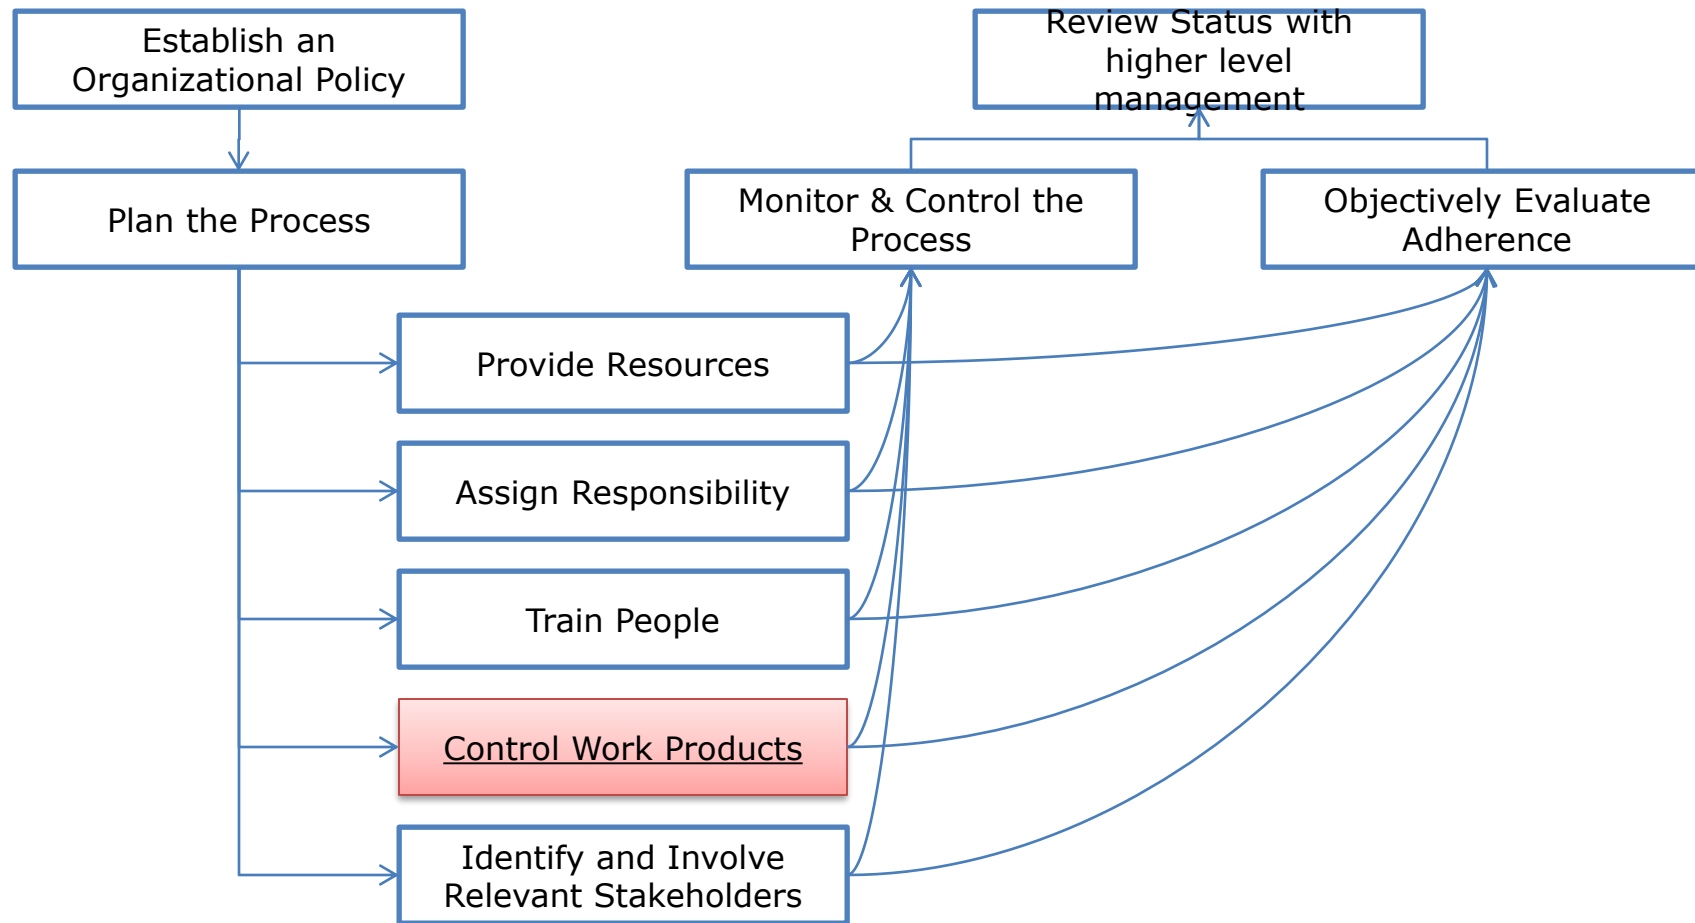 Establish an
Organizational Policy
Review Status with
higher level
management
Plan the Process
Monitor & Control the
Process
Objectively Evaluate
Adherence
Provide Resources
Assign Responsibility
Train People
Control Work Products
Identify and Involve
Relevant Stakeholders